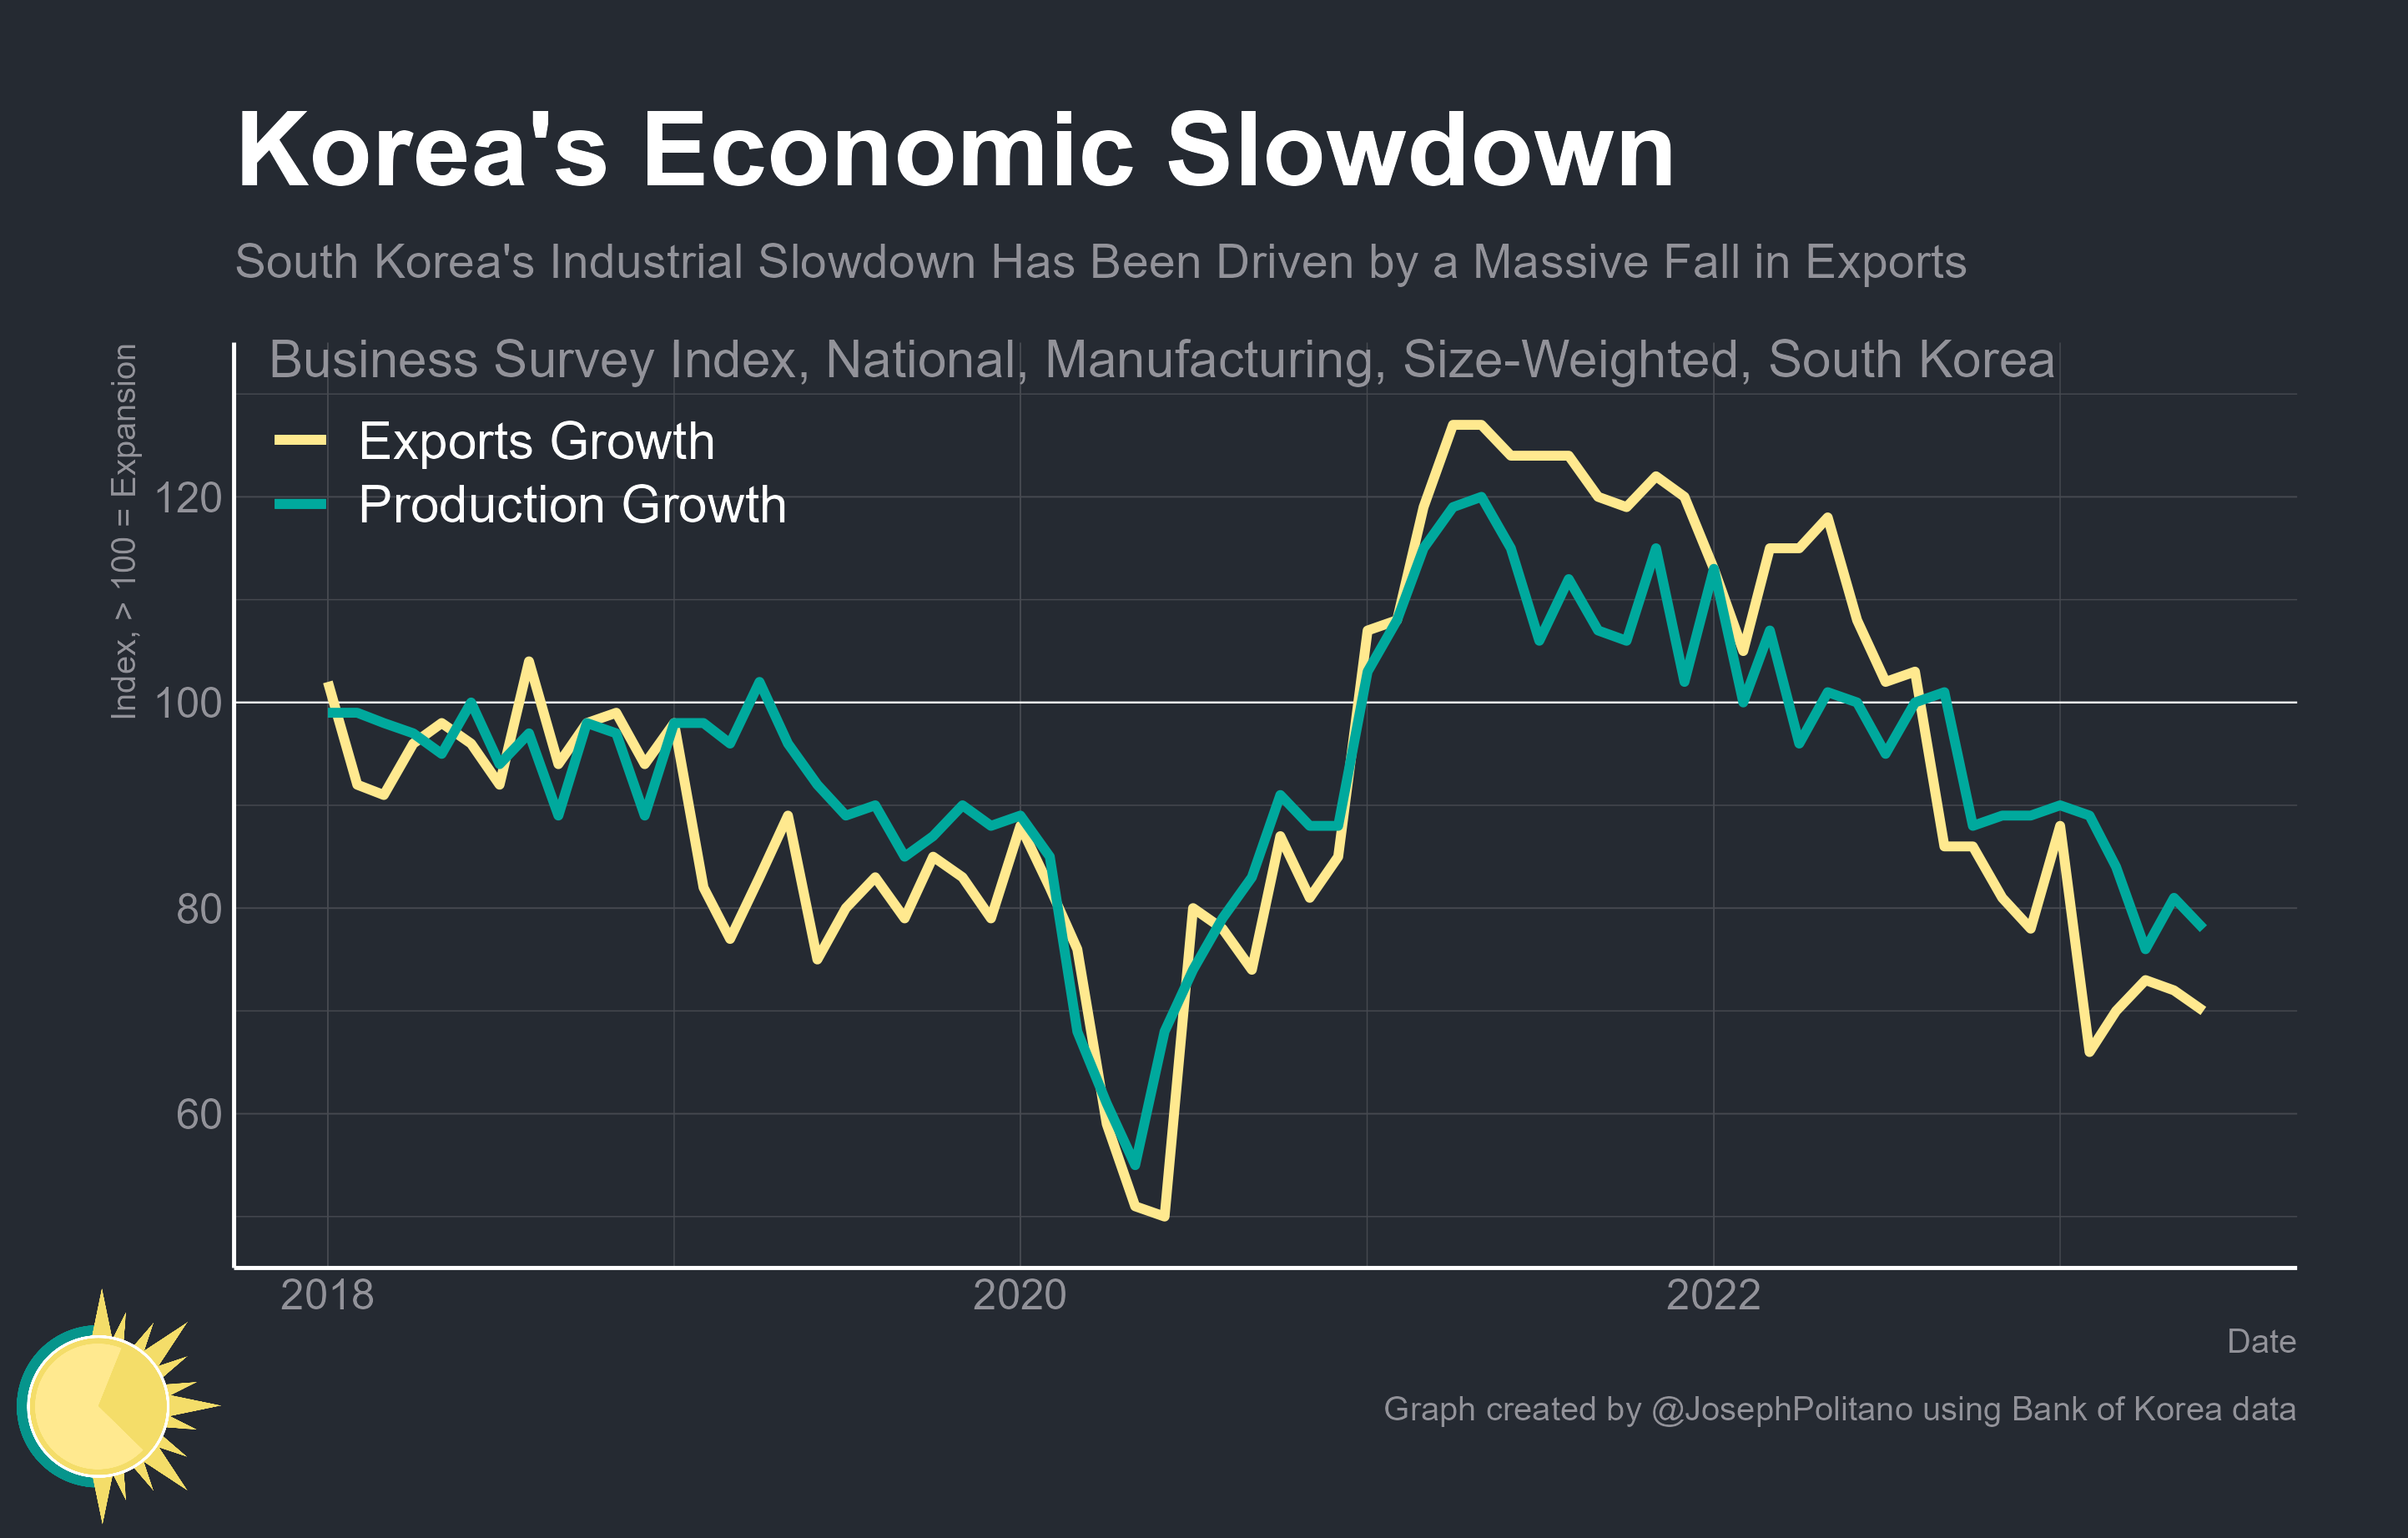 Korea's Economic Slowdown
South Korea's Industrial Slowdown Has Been Driven by a Massive Fall in Exports
Index, > 100 = Expansion
Business Survey Index, National, Manufacturing, Size-Weighted, South Korea
Exports Growth
Production Growth
120
100
80
60
2018
2020
2022
Date
Graph created by @JosephPolitano using Bank of Korea data